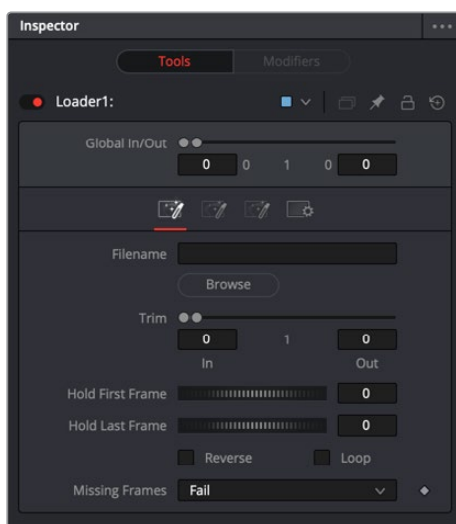 Inspector
Tools Modifiers
Loader1:
Global In/Out
0 0 1 0 0
Filename
Browse
Trim
0 1 0
In Out
Hold First Frame 0
Hold Last Frame 0
Reverse Loop
Missing Frames Fail